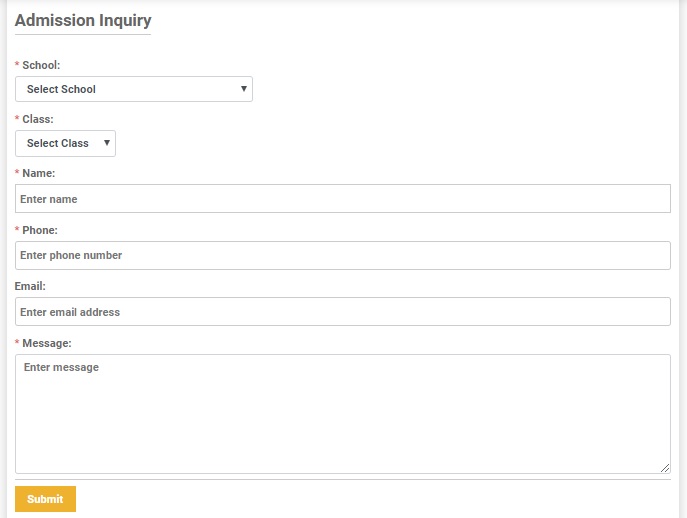 Admission Inquiry
* School:
Select School
* Class:
Select Class
* Name:
Enter name
* Phone:
Enter phone number
Email:
Enter email address
* Message:
Enter message
Submit